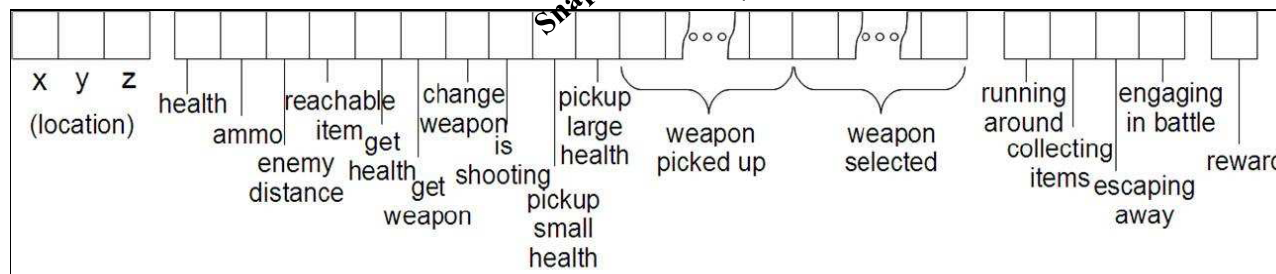 Snap
x y z
(location)
health
ammo
enemy
distance
reachable
item
get
health
get
weapon
change
weapon
is
shooting
pickup
small
health
pickup
large
health
weapon
picked up
weapon
selected
running
around
collecting
items
escaping
away
engaging
in battle
reward